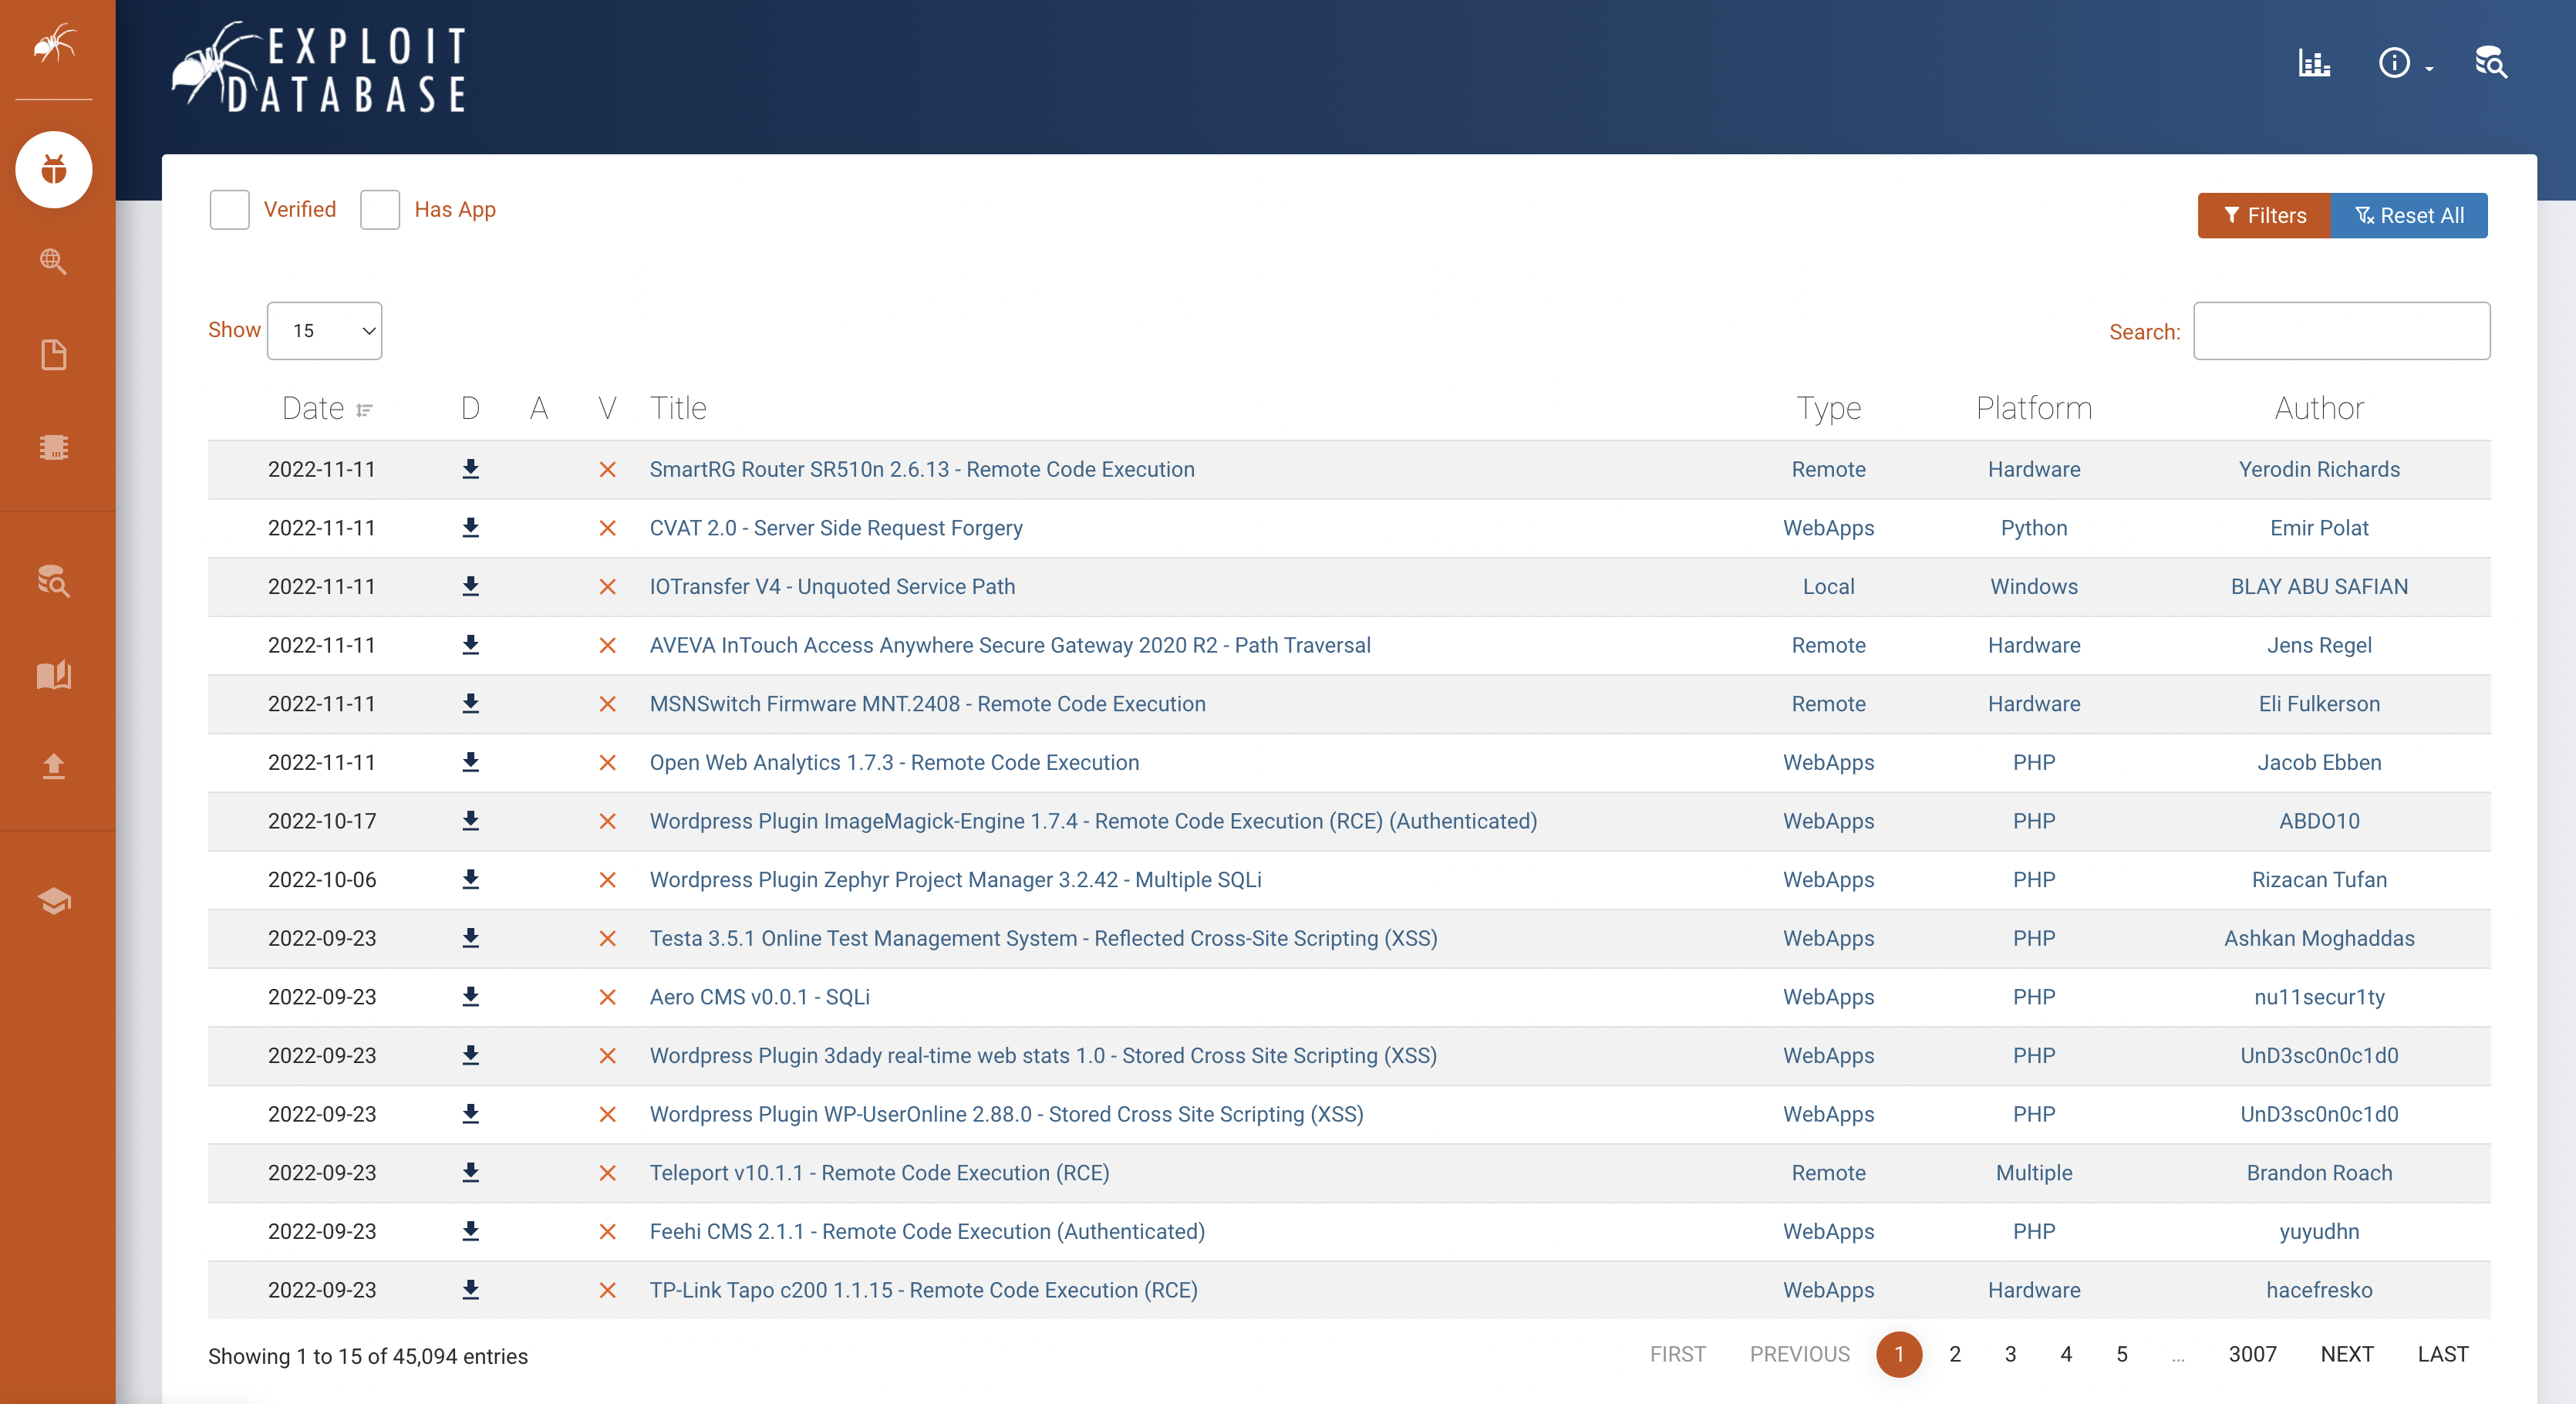 EXPLOIT
DATABASE
Verified Has App Filters Reset All
Show 15 Search:
Date D A V Title Type Platform Author
2022-11-11 SmartRG Router SR510n 2.6.13 - Remote Code Execution Remote Hardware Yerodin Richards
2022-11-11 CVAT 2.0 - Server Side Request Forgery WebApps Python Emir Polat
2022-11-11 IOTransfer V4 - Unquoted Service Path Local Windows BLAY ABU SAFIAN
2022-11-11 AVEVA InTouch Access Anywhere Secure Gateway 2020 R2 - Path Traversal Remote Hardware Jens Regel
2022-11-11 MSNSwitch Firmware MNT.2408 - Remote Code Execution Remote Hardware Eli Fulkerson
2022-11-11 Open Web Analytics 1.7.3 - Remote Code Execution WebApps PHP Jacob Ebben
2022-10-17 Wordpress Plugin ImageMagick-Engine 1.7.4 - Remote Code Execution (RCE) (Authenticated) WebApps PHP ABDO10
2022-10-06 Wordpress Plugin Zephyr Project Manager 3.2.42 - Multiple SQLi WebApps PHP Rizacan Tufan
2022-09-23 Testa 3.5.1 Online Test Management System - Reflected Cross-Site Scripting (XSS) WebApps PHP Ashkan Moghaddas
2022-09-23 Aero CMS v0.0.1 - SQLi WebApps PHP nu11secur1ty
2022-09-23 Wordpress Plugin 3dady real-time web stats 1.0 - Stored Cross Site Scripting (XSS) WebApps PHP UnD3sc0n0c1d0
2022-09-23 Wordpress Plugin WP-UserOnline 2.88.0 - Stored Cross Site Scripting (XSS) WebApps PHP UnD3sc0n0c1d0
2022-09-23 Teleport v10.1.1 - Remote Code Execution (RCE) Remote Multiple Brandon Roach
2022-09-23 Feehi CMS 2.1.1 - Remote Code Execution (Authenticated) WebApps PHP yuyudhn
2022-09-23 TP-Link Tapo c200 1.1.15 - Remote Code Execution (RCE) WebApps Hardware hacefresko
Showing 1 to 15 of 45,094 entries FIRST PREVIOUS 1 2 3 4 5 … 3007 NEXT LAST